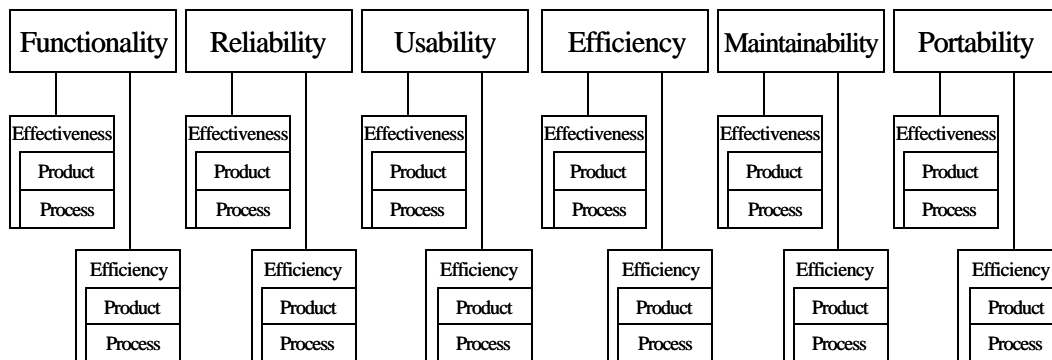 Functionality Reliability Usability Efficiency Maintainability Portability
Effectiveness Effectiveness Effectiveness Effectiveness Effectiveness Effectiveness
Product Product Product Product Product Product
Process Process Process Process Process Process
Efficiency Efficiency Efficiency Efficiency Efficiency Efficiency
Product Product Product Product Product Product
Process Process Process Process Process Process